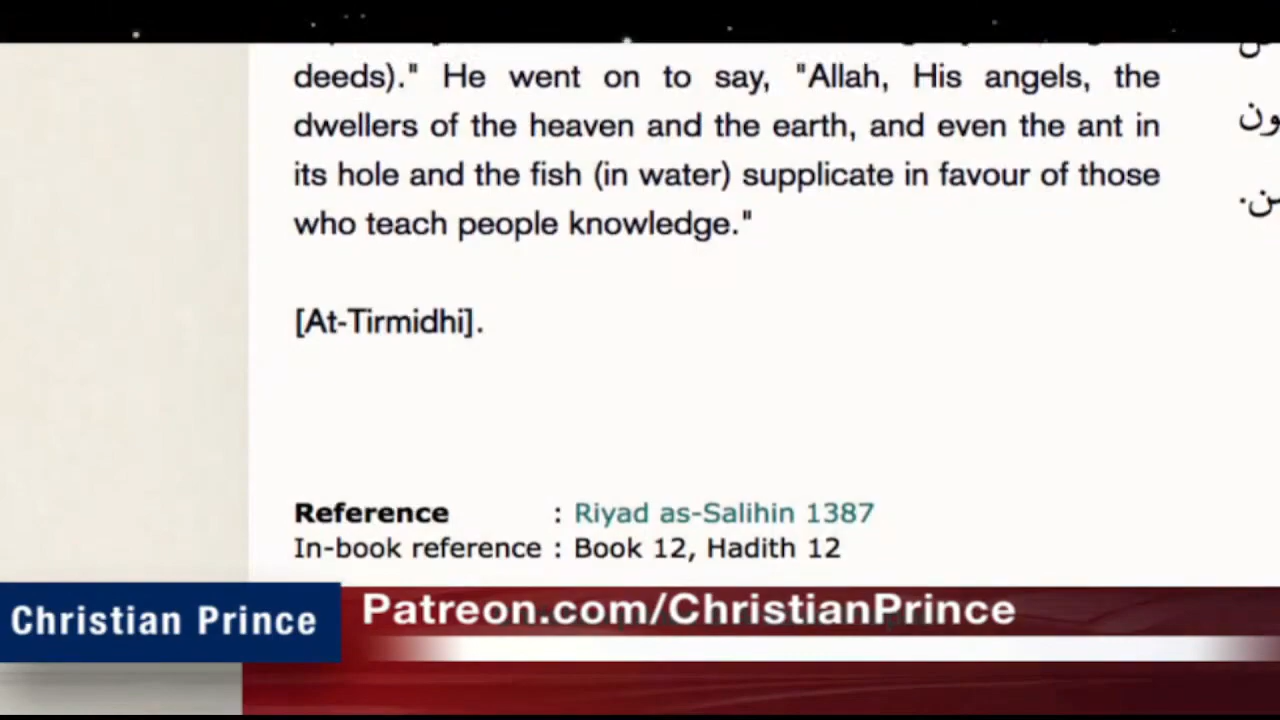 deeds)." He went on to say, "Allah, His angels, the
dwellers of the heaven and the earth, and even the ant in
its hole and the fish (in water) supplicate in favour of those
who teach people knowledge."
[At-Tirmidhi].
Reference : Riyad as-Salihin 1387
In-book reference : Book 12, Hadith 12
Christian Prince
Patreon.com/ChristianPrince